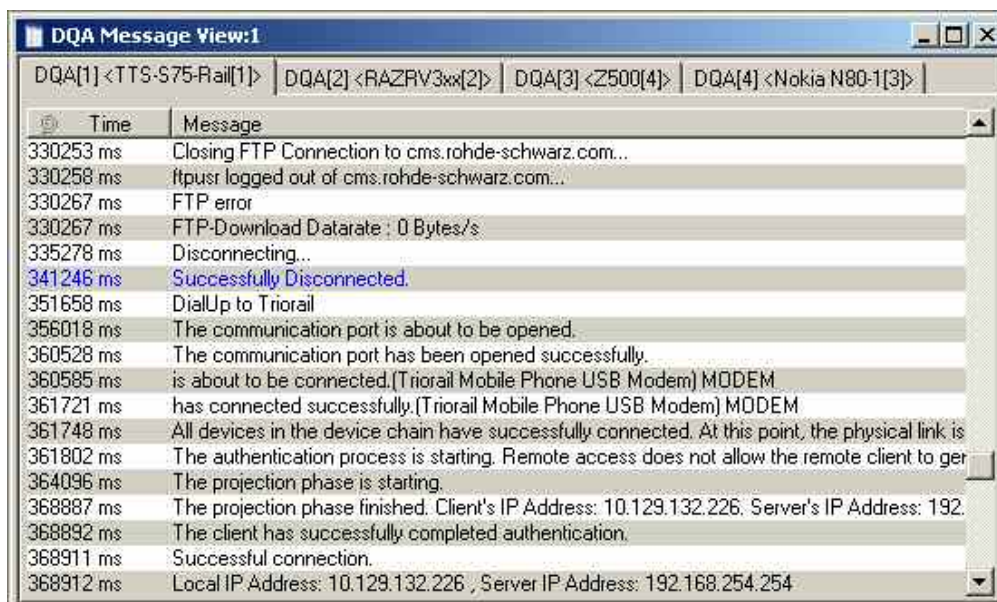 DQA Message View:1
DQA[1] <TTS-S75-Rail[1]> DQA[2] <RAZRV3xx[2]> DQA[3] <Z500[4]> DQA[4] <Nokia N80-1[3]>
Time Message
330253 ms Closing FTP Connection to cms.rohde-schwarz.com...
330258 ms ftpusr logged out of cms.rohde-schwarz.com...
330267 ms FTP error
330267 ms FTP-Download Datarate : 0 Bytes/s
335278 ms Disconnecting...
341246 ms Successfully Disconnected.
351658 ms DialUp to Triorail
356018 ms The communication port is about to be opened.
360528 ms The communication port has been opened successfully.
360585 ms is about to be connected.(Triorail Mobile Phone USB Modem) MODEM
361721 ms has connected successfully.(Triorail Mobile Phone USB Modem) MODEM
361748 ms All devices in the device chain have successfully connected. At this point, the physical link is
361802 ms The authentication process is starting. Remote access does not allow the remote client to ger
364096 ms The projection phase is starting.
368887 ms The projection phase finished. Client's IP Address: 10.129.132.226. Server's IP Address: 192.
368892 ms The client has successfully completed authentication.
368911 ms Successful connection.
368912 ms Local IP Address: 10.129.132.226 , Server IP Address: 192.168.254.254